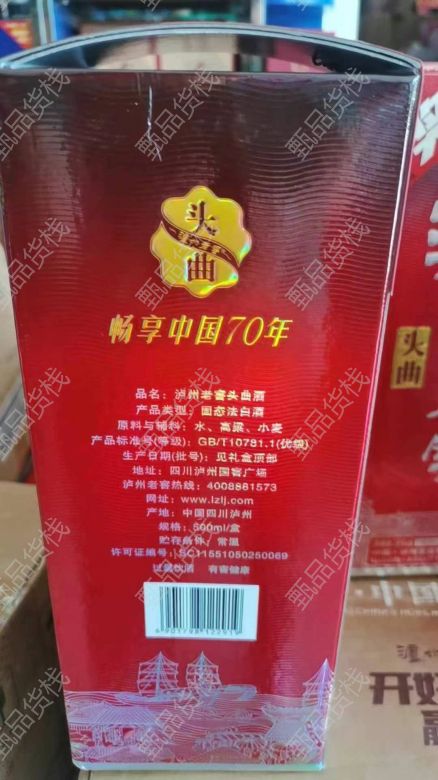 头
曲
畅享中国70年
品名：泸州老窖头曲酒
产品类型：固态法白酒
原料与辅料：水、高粱、小麦
产品标准号(等级)：GB/T10781.1(优级)
生产日期(批号)：见礼盒顶部
地址：四川泸州国窖广场
泸州老窖热线：4008881573
网址：www.lzlj.com
产地：中国四川泸州
规格：500ml/盒
贮存条件：常温
许可证编号：SC11551050250069
过量饮酒 有害健康
头曲
开好
甄品货栈